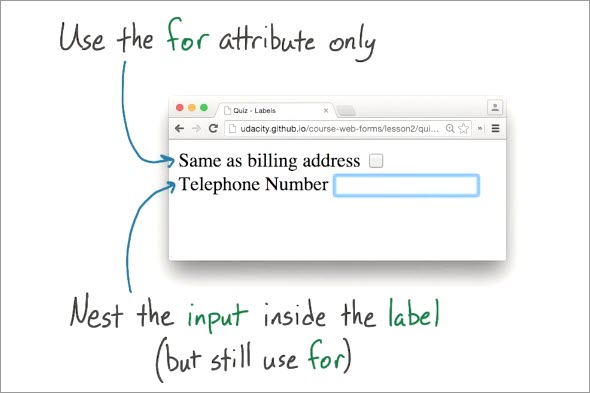 Use the for attribute only
Quiz - Labels
udacity.github.io/course-web-forms/lesson2/qui...
Same as billing address
Telephone Number
Nest the input inside the label
(but still use for)